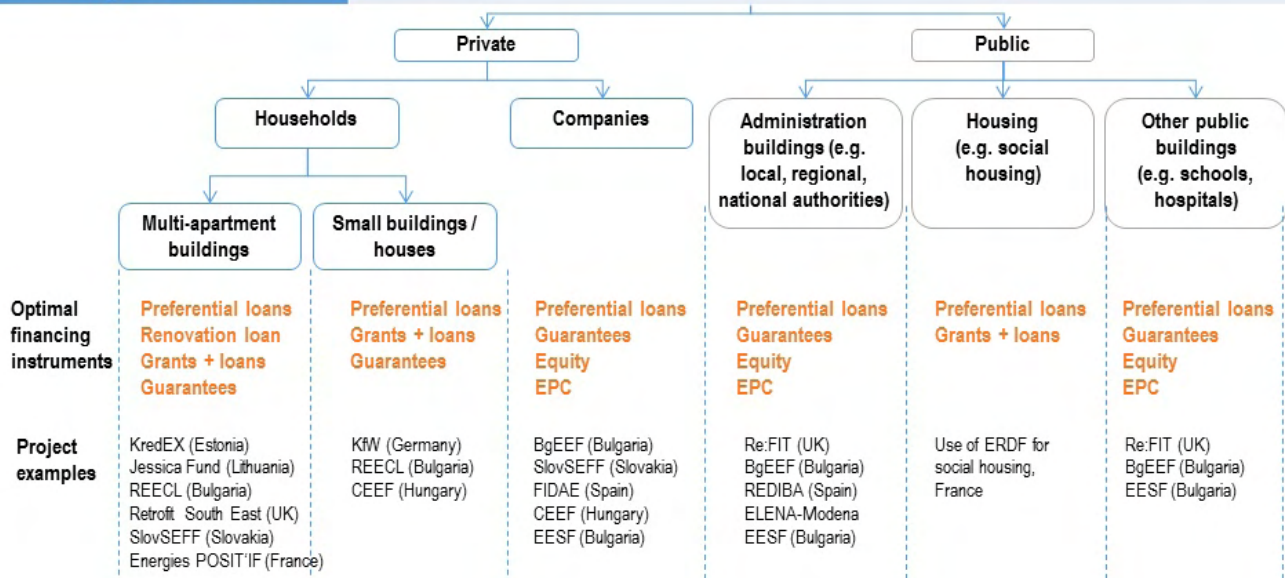 Private
Public
Households
Companies
Administration
buildings (e.g.
local, regional,
national authorities)
Housing
(e.g. social
housing)
Other public
buildings
(e.g. schools,
hospitals)
Multi-apartment
buildings
Small buildings /
houses
Optimal
financing
instruments
Preferential loans
Renovation loan
Grants + loans
Guarantees
Preferential loans
Grants + loans
Guarantees
Preferential loans
Guarantees
Equity
EPC
Preferential loans
Guarantees
Equity
EPC
Preferential loans
Grants + loans
Preferential loans
Guarantees
Equity
EPC
Project
examples
KredEX (Estonia)
Jessica Fund (Lithuania)
REECL (Bulgaria)
Retroft South East (UK)
SlovSEFF (Slovakia)
Energies POSIT'IF (France)
KfW (Germany)
REECL (Bulgaria)
CEEF (Hungary)
BgEEF (Bulgaria)
SlovSEFF (Slovakia)
FIDAE (Spain)
CEEF (Hungary)
EESF (Bulgaria)
Re:FIT (UK)
BgEEF (Bulgaria)
REDIBA (Spain)
ELENA-Modena
EESF (Bulgaria)
Use of ERDF for
social housing,
France
Re:FIT (UK)
BgEEF (Bulgaria)
EESF (Bulgaria)